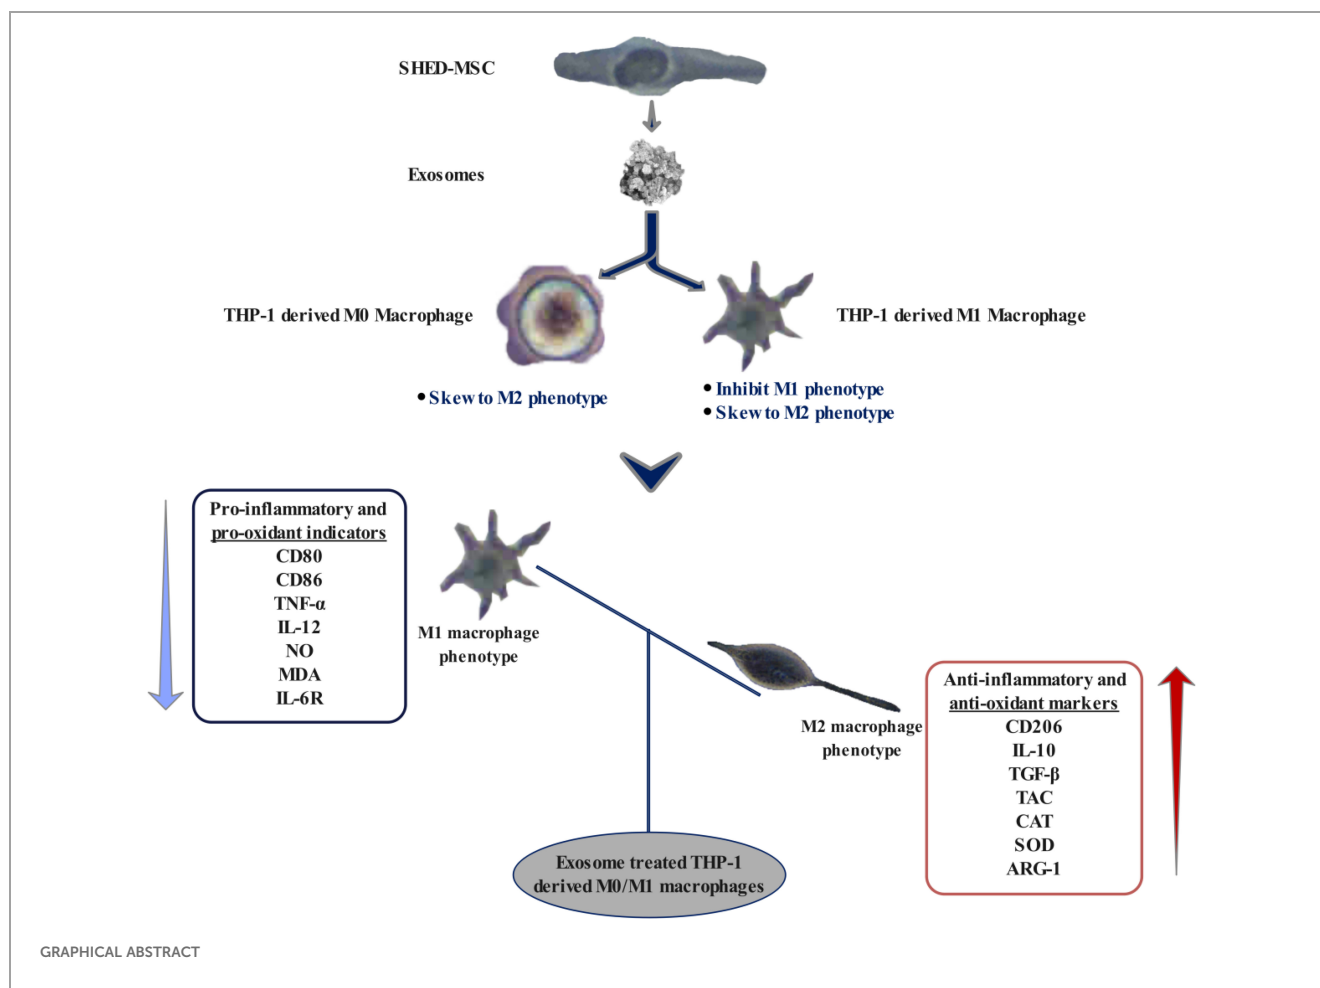 SHED-MSC
Exosomes
THP-1 derived M0 Macrophage
THP-1 derived M1 Macrophage
• Skew to M2 phenotype
• Inhibit M1 phenotype
• Skew to M2 phenotype
Pro-inflammatory and
pro-oxidant indicators
CD80
CD86
TNF-α
IL-12
NO
MDA
IL-6R
M1 macrophage
phenotype
M2 macrophage
phenotype
Anti-inflammatory and
anti-oxidant markers
CD206
IL-10
TGF-β
TAC
CAT
SOD
ARG-1
Exosome treated THP-1
derived M0/M1 macrophages
GRAPHICAL ABSTRACT